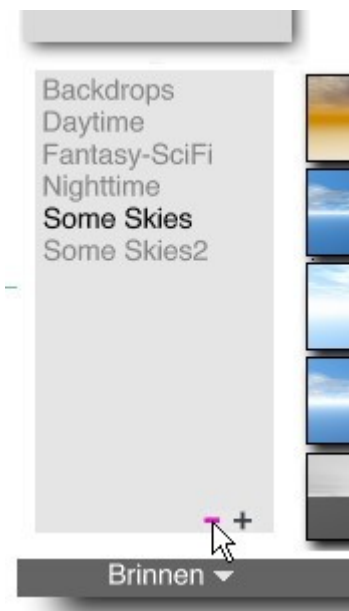 Backdrops
Daytime
Fantasy-SciFi
Nighttime
Some Skies
Some Skies2
- +
Brinnen